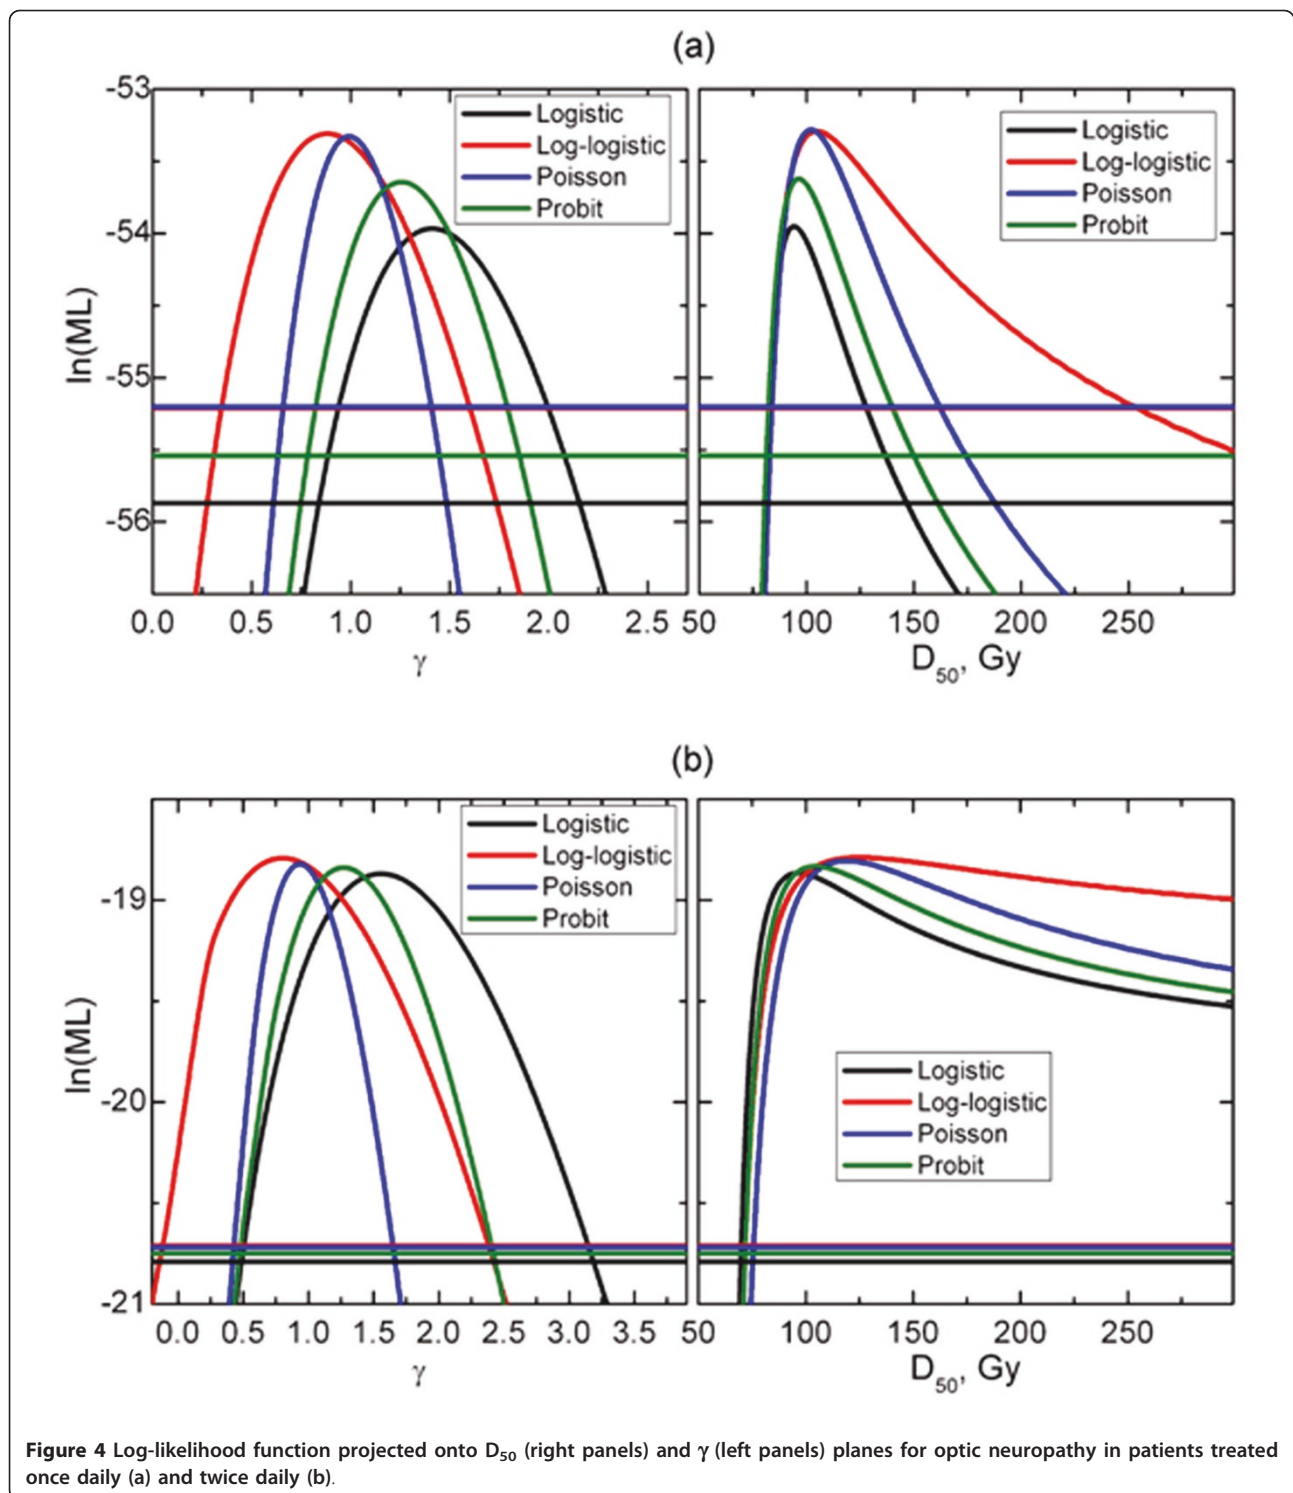 (a)
-53
-54
-55
-56
ln(ML)
Logistic
Log-logistic
Poisson
Probit
0.0 0.5 1.0 1.5 2.0 2.5
γ
Logistic
Log-logistic
Poisson
Probit
50 100 150 200 250
D50, Gy
(b)
-19
-20
-21
ln(ML)
Logistic
Log-logistic
Poisson
Probit
0.0 0.5 1.0 1.5 2.0 2.5 3.0 3.5
γ
Logistic
Log-logistic
Poisson
Probit
50 100 150 200 250
D50, Gy
Figure 4 Log-likelihood function projected onto D50 (right panels) and γ (left panels) planes for optic neuropathy in patients treated
once daily (a) and twice daily (b).